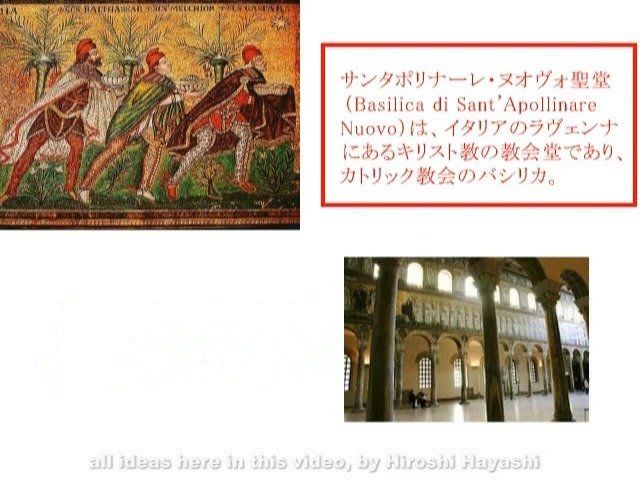 SCS BALTHASSAR SCS MELCHIOR SCS GASPAR
サンタポリナーレ・ヌオヴォ聖堂
(Basilica di Sant'Apollinare
Nuovo)は、イタリアのラヴェンナ
にあるキリスト教の教会堂であり、
カトリック教会のバシリカ。
all ideas here in this video, by Hiroshi Hayashi